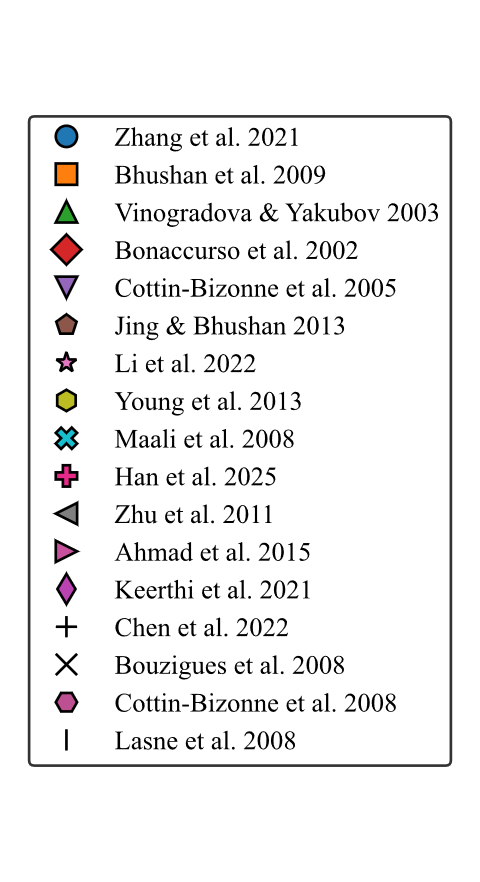 Zhang et al. 2021
Bhushan et al. 2009
Vinogradova & Yakubov 2003
Bonaccurso et al. 2002
Cottin-Bizonne et al. 2005
Jing & Bhushan 2013
Li et al. 2022
Young et al. 2013
Maali et al. 2008
Han et al. 2025
Zhu et al. 2011
Ahmad et al. 2015
Keerthi et al. 2021
Chen et al. 2022
Bouzigues et al. 2008
Cottin-Bizonne et al. 2008
Lasne et al. 2008